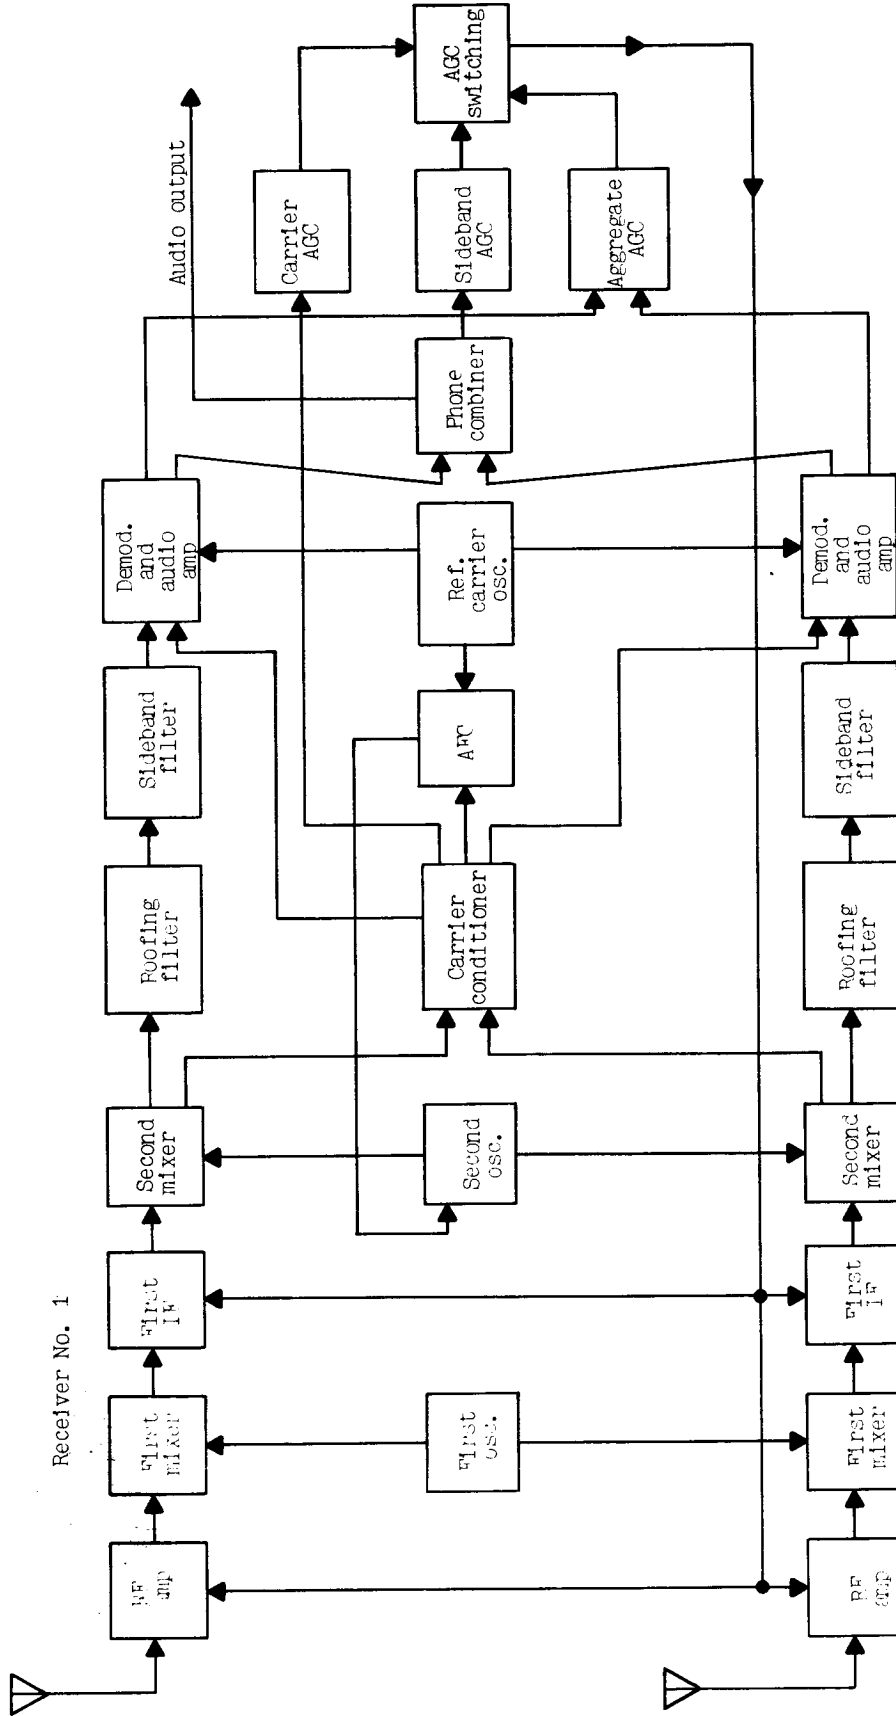 Receiver No. 1
RF
amp
First
mixer
First
IF
Second
mixer
Roofing
filter
Sideband
filter
Demod.
and
audio
amp
Audio output
First
osc.
Second
osc.
Carrier
conditioner
AFC
Ref.
carrier
osc.
Phone
combiner
Carrier
AGC
Sideband
AGC
Aggregate
AGC
AGC
switching
RF
amp
First
mixer
First
IF
Second
mixer
Roofing
filter
Sideband
filter
Demod.
and
audio
amp